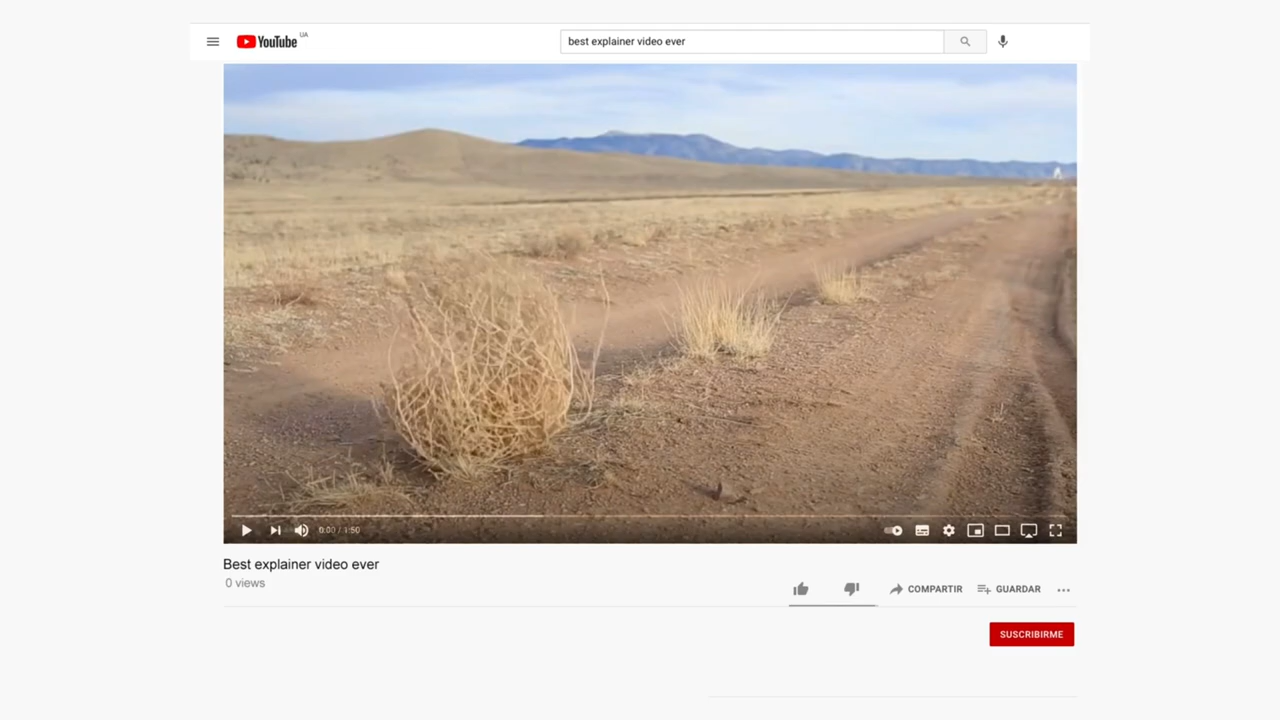 YouTube UA
best explainer video ever
0:00 / 1:50
Best explainer video ever
0 views
COMPARTIR
GUARDAR
SUSCRIBIRME